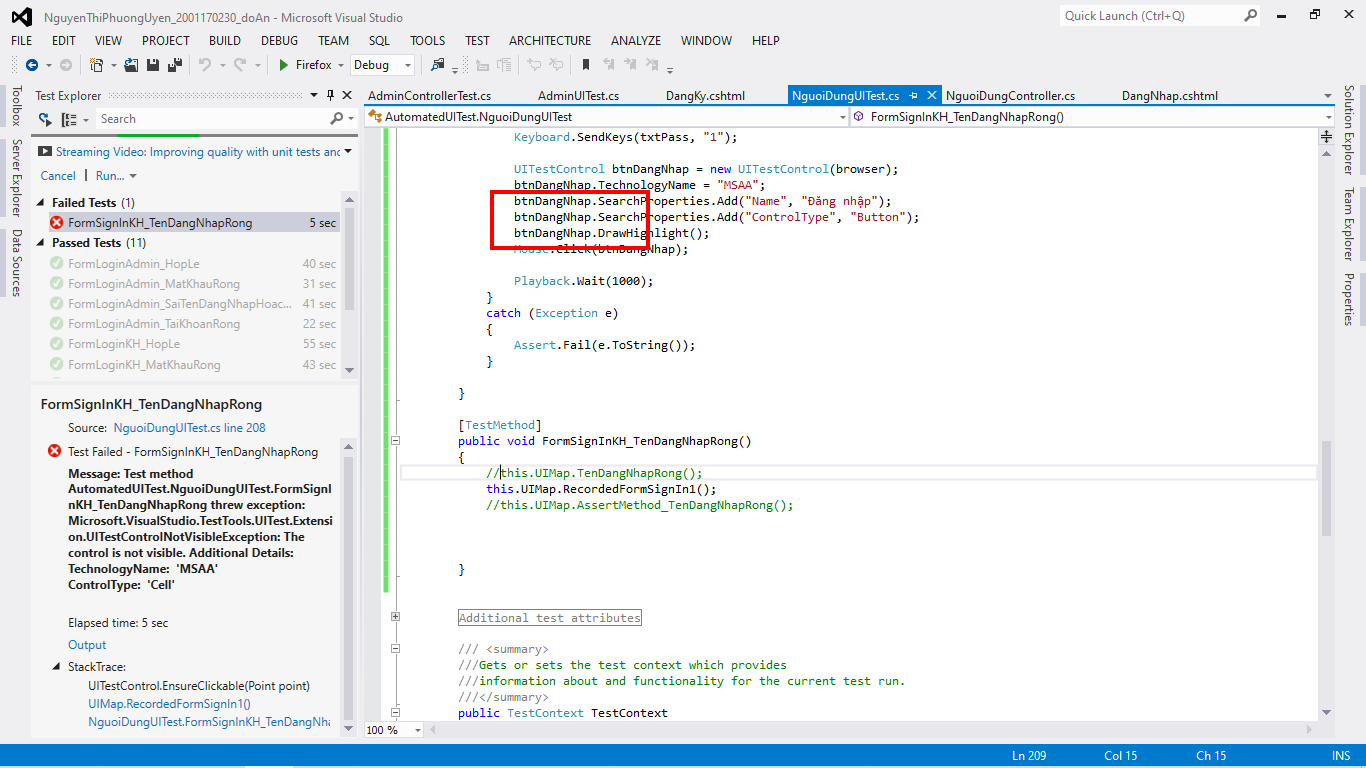 NguyenThiPhuongUyen_2001170230_doAn - Microsoft Visual Studio
Quick Launch (Ctrl+Q)
FILE EDIT VIEW PROJECT BUILD DEBUG TEAM SQL TOOLS TEST ARCHITECTURE ANALYZE WINDOW HELP
Firefox Debug
Toolbox
Server Explorer
Data Sources
Test Explorer
Search
Streaming Video: Improving quality with unit tests anc
Cancel | Run...
Failed Tests (1)
FormSignInKH_TenDangNhapRong 5 sec
Passed Tests (11)
FormLoginAdmin_HopLe 40 sec
FormLoginAdmin_MatKhauRong 31 sec
FormLoginAdmin_SaiTenDangNhapHoac... 41 sec
FormLoginAdmin_TaiKhoanRong 22 sec
FormLoginKH_HopLe 55 sec
FormLoginKH_MatKhauRong 43 sec
FormSignInKH_TenDangNhapRong
Source: NguoiDungUITest.cs line 208
Test Failed - FormSignInKH_TenDangNhapRong
Message: Test method
AutomatedUITest.NguoiDungUITest.FormSignI
nKH_TenDangNhapRong threw exception:
Microsoft.VisualStudio.TestTools.UITest.Extensi
on.UITestControlNotVisibleException: The
control is not visible. Additional Details:
TechnologyName: 'MSAA'
ControlType: 'Cell'
Elapsed time: 5 sec
Output
StackTrace:
UITestControl.EnsureClickable(Point point)
UIMap.RecordedFormSignIn1()
NguoiDungUITest.FormSignInKH_TenDangNha
AdminControllerTest.cs AdminUITest.cs DangKy.cshtml NguoiDungUITest.cs NguoiDungController.cs DangNhap.cshtml
AutomatedUITest.NguoiDungUITest FormSignInKH_TenDangNhapRong()
Keyboard.SendKeys(txtPass, "1");
UITestControl btnDangNhap = new UITestControl(browser);
btnDangNhap.TechnologyName = "MSAA";
btnDangNhap.SearchProperties.Add("Name", "Đăng nhập");
btnDangNhap.SearchProperties.Add("ControlType", "Button");
btnDangNhap.DrawHighlight();
Mouse.Click(btnDangNhap);
Playback.Wait(1000);
}
catch (Exception e)
{
Assert.Fail(e.ToString());
}
}
[TestMethod]
public void FormSignInKH_TenDangNhapRong()
{
//this.UIMap.TenDangNhapRong();
this.UIMap.RecordedFormSignIn1();
//this.UIMap.AssertMethod_TenDangNhapRong();
}
Additional test attributes
/// <summary>
///Gets or sets the test context which provides
///information about and functionality for the current test run.
///</summary>
public TestContext TestContext
100 %
Solution Explorer
Team Explorer
Properties
Ln 209 Col 15 Ch 15 INS